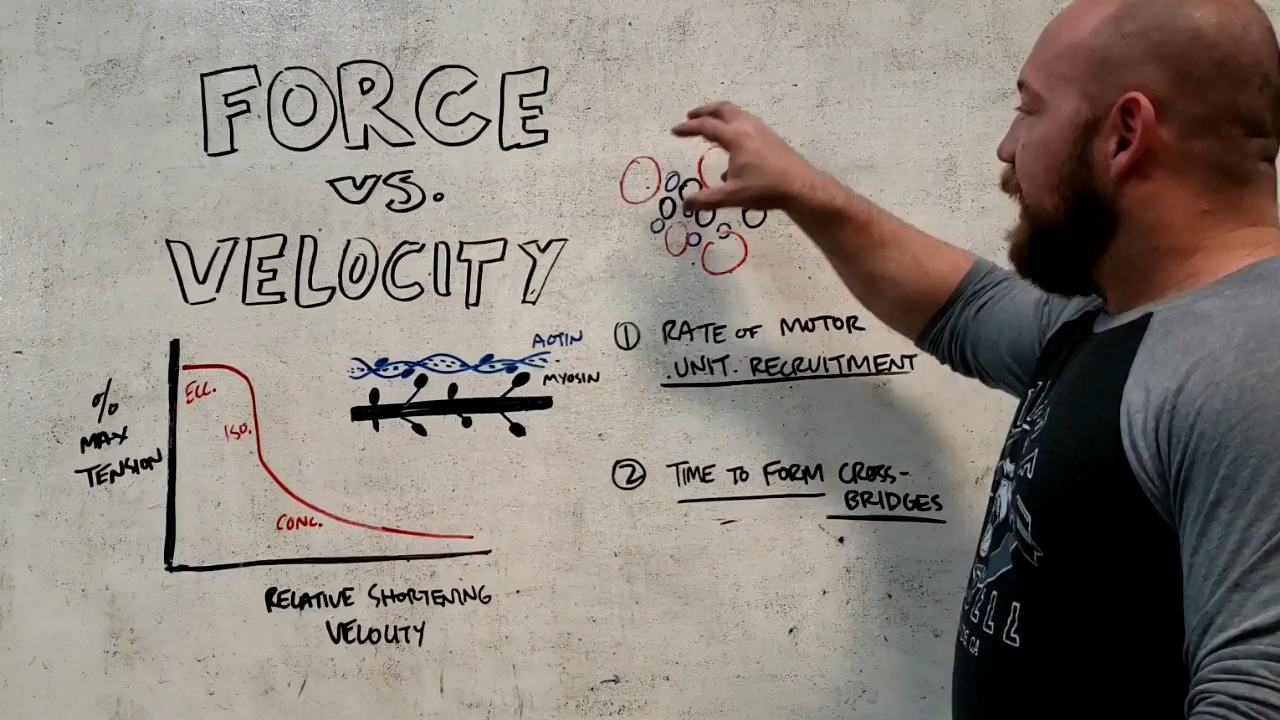 FORCE
VS.
VELOCITY
% MAX TENSION
ECC.
ISO.
CONC.
RELATIVE SHORTENING
VELOCITY
ACTIN
MYOSIN
① RATE OF MOTOR
UNIT RECRUITMENT
② TIME TO FORM CROSS-
BRIDGES